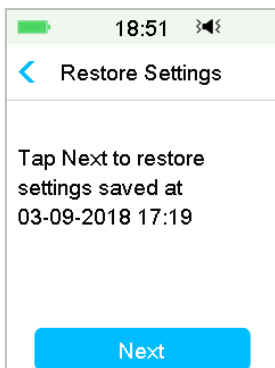 18:51
Restore Settings
Tap Next to restore
settings saved at
03-09-2018 17:19
Next